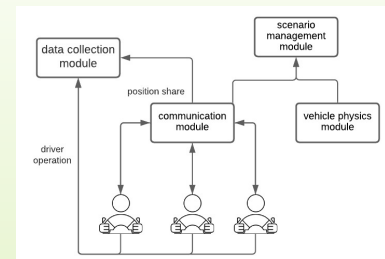 scenario
management
module
data collection
module
position share
communication
module
vehicle physics
module
driver
operation